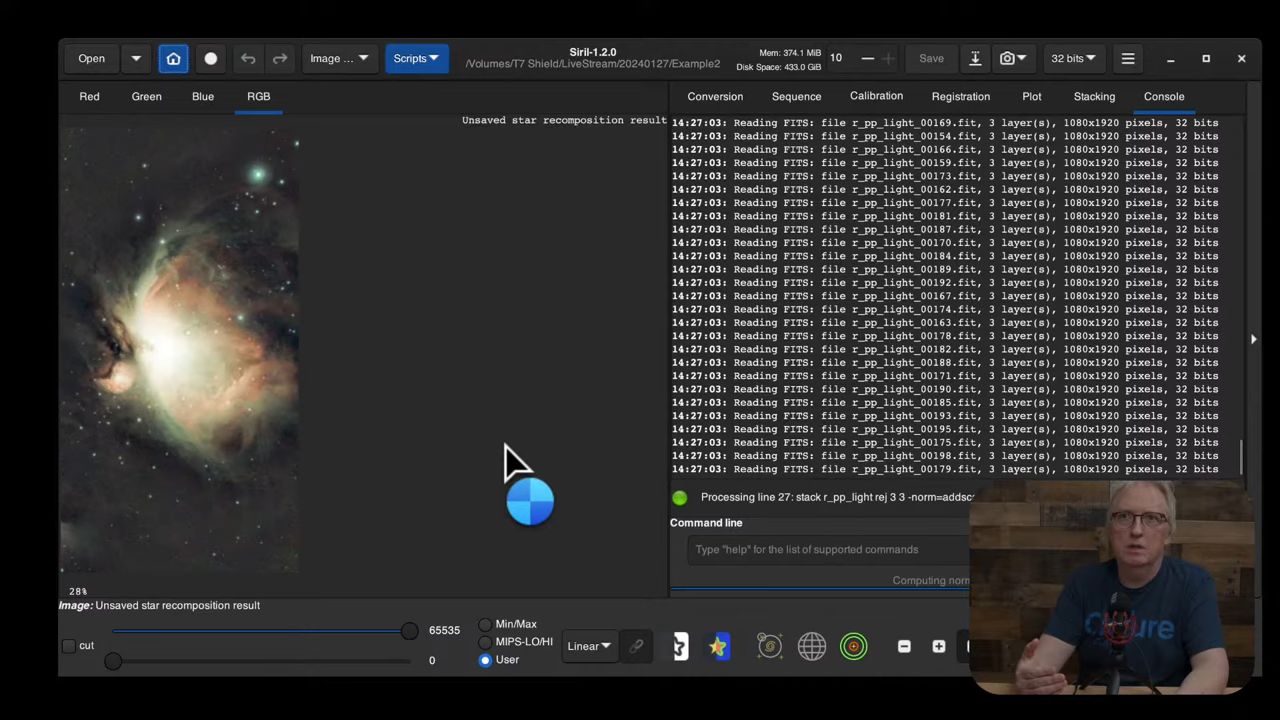 Siril-1.2.0
Open
Image ...
Scripts
/Volumes/T7 Shield/LiveStream/20240127/Example2
Mem: 374.1 MiB
Disk Space: 433.0 GiB
10
Save
32 bits
Red
Green
Blue
RGB
Unsaved star recomposition result
28%
Image: Unsaved star recomposition result
cut
65535
0
Min/Max
MIPS-LO/HI
User
Linear
Conversion
Sequence
Calibration
Registration
Plot
Stacking
Console
14:27:03: Reading FITS: file r_pp_light_00169.fit, 3 layer(s), 1080x1920 pixels, 32 bits
14:27:03: Reading FITS: file r_pp_light_00154.fit, 3 layer(s), 1080x1920 pixels, 32 bits
14:27:03: Reading FITS: file r_pp_light_00166.fit, 3 layer(s), 1080x1920 pixels, 32 bits
14:27:03: Reading FITS: file r_pp_light_00159.fit, 3 layer(s), 1080x1920 pixels, 32 bits
14:27:03: Reading FITS: file r_pp_light_00173.fit, 3 layer(s), 1080x1920 pixels, 32 bits
14:27:03: Reading FITS: file r_pp_light_00162.fit, 3 layer(s), 1080x1920 pixels, 32 bits
14:27:03: Reading FITS: file r_pp_light_00177.fit, 3 layer(s), 1080x1920 pixels, 32 bits
14:27:03: Reading FITS: file r_pp_light_00181.fit, 3 layer(s), 1080x1920 pixels, 32 bits
14:27:03: Reading FITS: file r_pp_light_00187.fit, 3 layer(s), 1080x1920 pixels, 32 bits
14:27:03: Reading FITS: file r_pp_light_00170.fit, 3 layer(s), 1080x1920 pixels, 32 bits
14:27:03: Reading FITS: file r_pp_light_00184.fit, 3 layer(s), 1080x1920 pixels, 32 bits
14:27:03: Reading FITS: file r_pp_light_00189.fit, 3 layer(s), 1080x1920 pixels, 32 bits
14:27:03: Reading FITS: file r_pp_light_00192.fit, 3 layer(s), 1080x1920 pixels, 32 bits
14:27:03: Reading FITS: file r_pp_light_00167.fit, 3 layer(s), 1080x1920 pixels, 32 bits
14:27:03: Reading FITS: file r_pp_light_00174.fit, 3 layer(s), 1080x1920 pixels, 32 bits
14:27:03: Reading FITS: file r_pp_light_00163.fit, 3 layer(s), 1080x1920 pixels, 32 bits
14:27:03: Reading FITS: file r_pp_light_00178.fit, 3 layer(s), 1080x1920 pixels, 32 bits
14:27:03: Reading FITS: file r_pp_light_00182.fit, 3 layer(s), 1080x1920 pixels, 32 bits
14:27:03: Reading FITS: file r_pp_light_00188.fit, 3 layer(s), 1080x1920 pixels, 32 bits
14:27:03: Reading FITS: file r_pp_light_00171.fit, 3 layer(s), 1080x1920 pixels, 32 bits
14:27:03: Reading FITS: file r_pp_light_00190.fit, 3 layer(s), 1080x1920 pixels, 32 bits
14:27:03: Reading FITS: file r_pp_light_00185.fit, 3 layer(s), 1080x1920 pixels, 32 bits
14:27:03: Reading FITS: file r_pp_light_00193.fit, 3 layer(s), 1080x1920 pixels, 32 bits
14:27:03: Reading FITS: file r_pp_light_00195.fit, 3 layer(s), 1080x1920 pixels, 32 bits
14:27:03: Reading FITS: file r_pp_light_00175.fit, 3 layer(s), 1080x1920 pixels, 32 bits
14:27:03: Reading FITS: file r_pp_light_00198.fit, 3 layer(s), 1080x1920 pixels, 32 bits
14:27:03: Reading FITS: file r_pp_light_00179.fit, 3 layer(s), 1080x1920 pixels, 32 bits
Processing line 27: stack r_pp_light rej 3 3 -norm=addsc
Command line
Type "help" for the list of supported commands
Computing norm